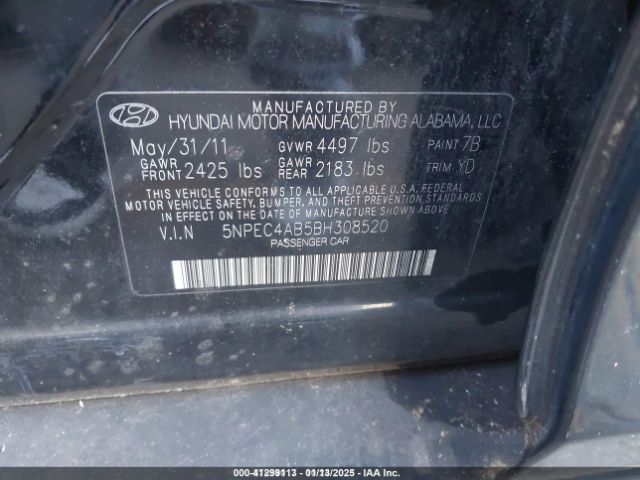 MANUFACTURED BY
HYUNDAI MOTOR MANUFACTURING ALABAMA, LLC
May/31/11 GVWR 4497 lbs PAINT 7B
GAWR FRONT 2425 lbs GAWR REAR 2183 lbs TRIM YD
THIS VEHICLE CONFORMS TO ALL APPLICABLE U.S.A. FEDERAL
MOTOR VEHICLE SAFETY, BUMPER, AND THEFT PREVENTION
STANDARDS IN EFFECT ON THE DATE OF MANUFACTURE SHOWN ABOVE.
V.I.N 5NPEC4AB5BH308520
PASSENGER CAR
000-41299113 - 01/13/2025 - IAA Inc.